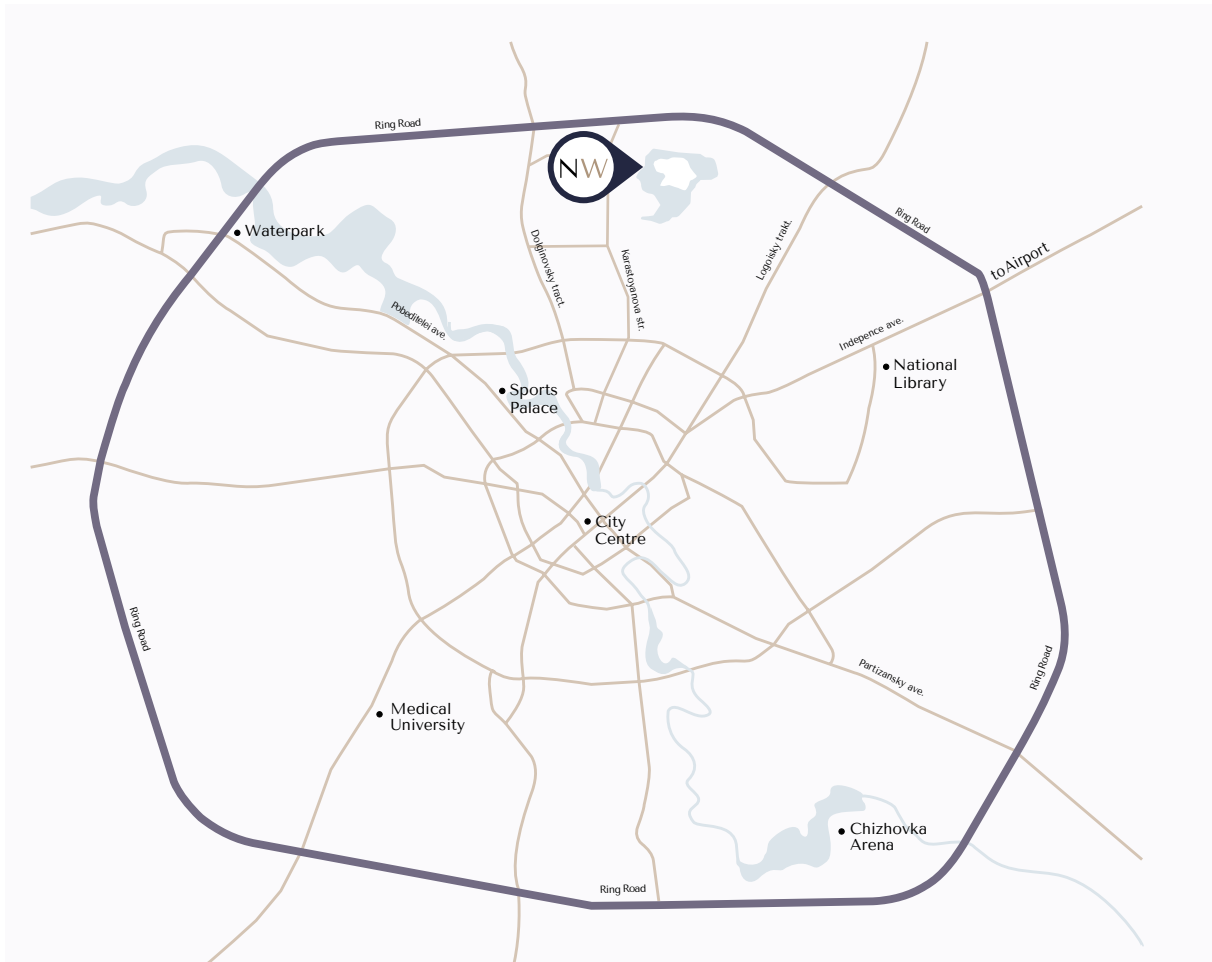 Ring Road
NW
Ring Road
Waterpark
Dolginovsky tract.
Karastoyanova str.
Logoisky trakt.
to Airport
Pobeditelei ave.
Indepence ave.
National
Library
Sports
Palace
City
Centre
Ring Road
Ring Road
Partizansky ave.
Medical
University
Chizhovka
Arena
Ring Road